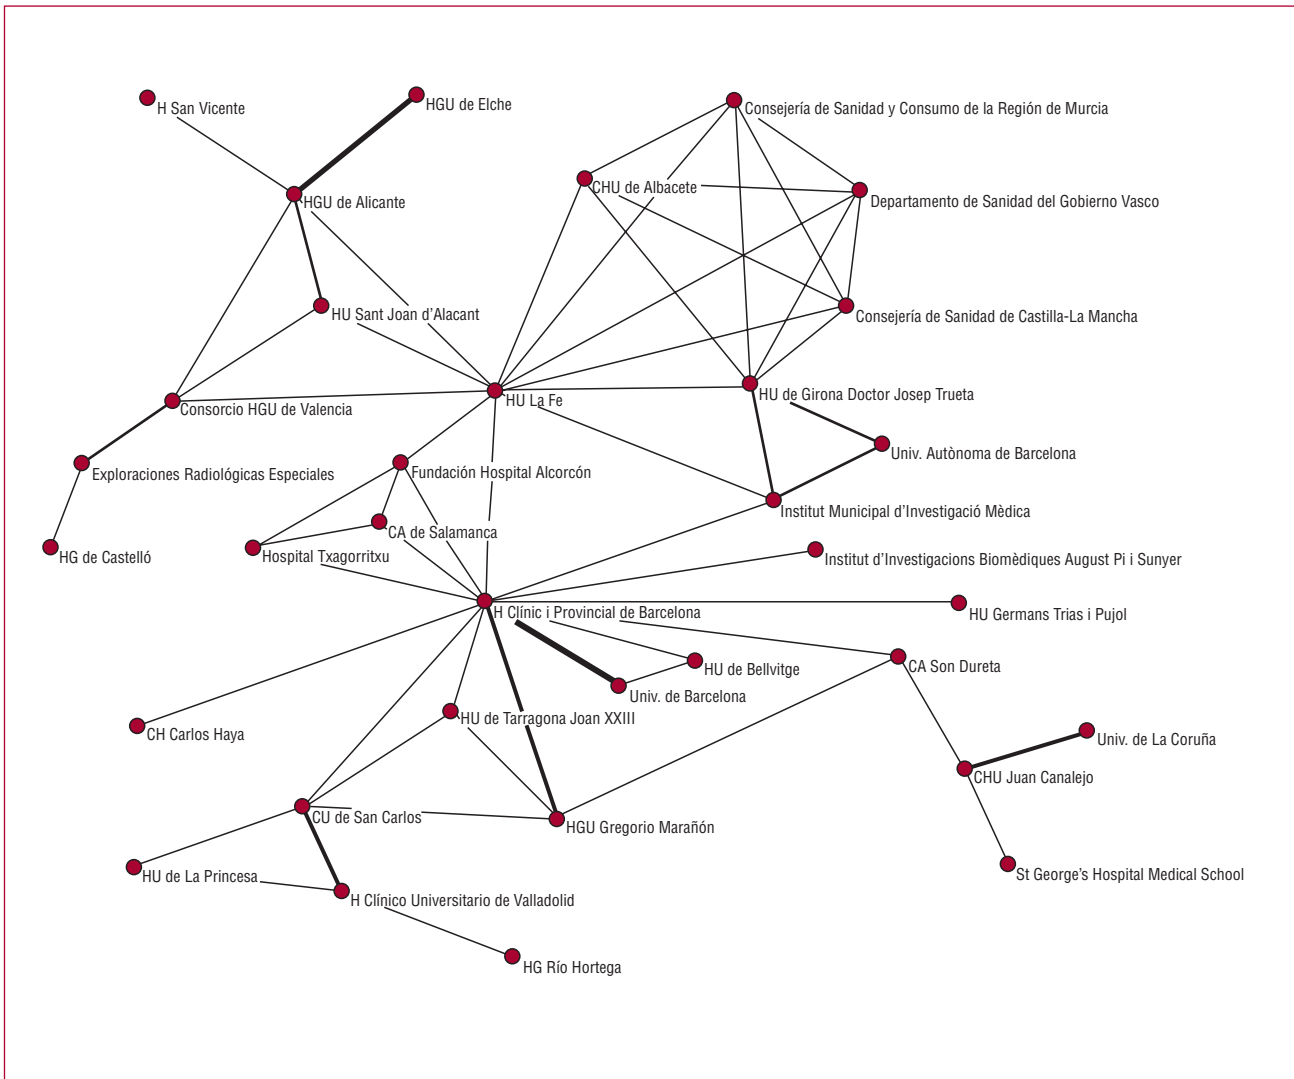 H San Vicente
HGU de Elche
Consejería de Sanidad y Consumo de la Región de Murcia
CHU de Albacete
HGU de Alicante
Departamento de Sanidad del Gobierno Vasco
HU Sant Joan d’Alacant
Consejería de Sanidad de Castilla-La Mancha
HU de Girona Doctor Josep Trueta
HU La Fe
Consorcio HGU de Valencia
Univ. Autònoma de Barcelona
Exploraciones Radiológicas Especiales
Fundación Hospital Alcorcón
Institut Municipal d’Investigació Mèdica
CA de Salamanca
HG de Castelló
Hospital Txagorritxu
Institut d’Investigacions Biomèdiques August Pi i Sunyer
H Clínic i Provincial de Barcelona
HU Germans Trias i Pujol
HU de Bellvitge
CA Son Dureta
Univ. de Barcelona
HU de Tarragona Joan XXIII
CH Carlos Haya
Univ. de La Coruña
CHU Juan Canalejo
CU de San Carlos
HGU Gregorio Marañón
HU de La Princesa
St George’s Hospital Medical School
H Clínico Universitario de Valladolid
HG Río Hortega